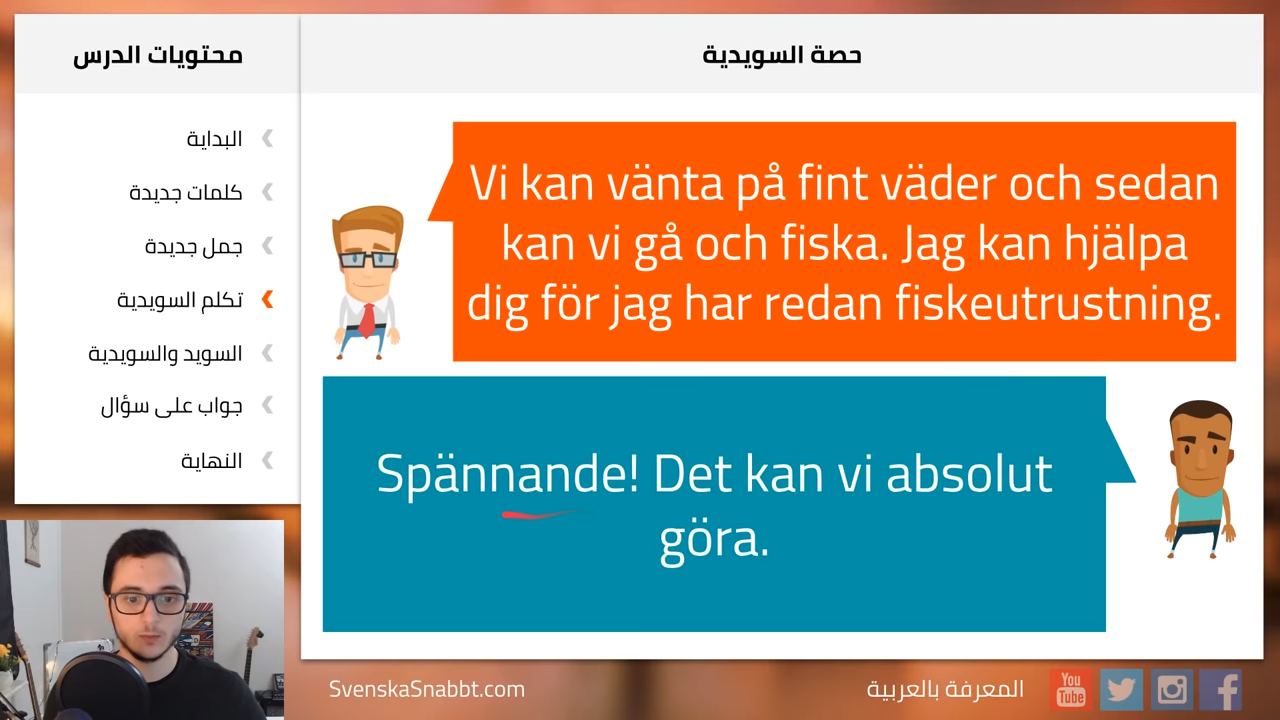 محتويات الدرس
حصة السويدية
البداية
كلمات جديدة
جمل جديدة
تكلم السويدية
السويد والسويدية
جواب على سؤال
النهاية
Vi kan vänta på fint väder och sedan
kan vi gå och fiska. Jag kan hjälpa
dig för jag har redan fiskeutrustning.
Spännande! Det kan vi absolut
göra.
SvenskaSnabbt.com
المعرفة بالعربية
You
Tube